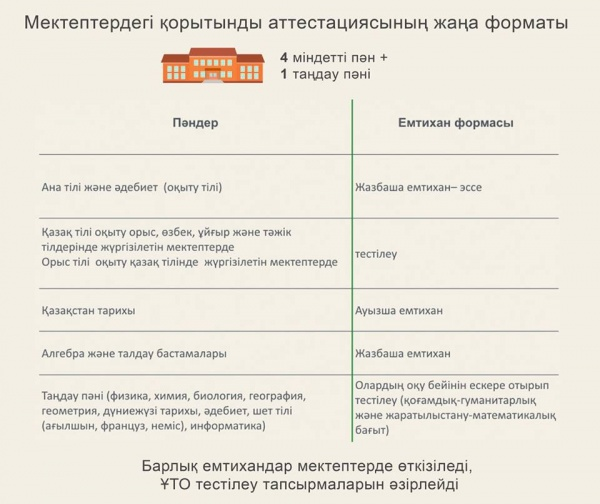 Мектептердегі қорытынды аттестациясының жаңа форматы
4 міндетті пән +
1 таңдау пәні
Пәндер
Емтихан формасы
Ана тілі және әдебиет (оқыту тілі)
Жазбаша емтихан– эссе
Қазақ тілі оқыту орыс, өзбек, ұйғыр және тәжік
тілдерінде жүргізілетін мектептерде
Орыс тілі оқыту қазақ тілінде жүргізілетін мектептерде
тестілеу
Қазақстан тарихы
Ауызша емтихан
Алгебра және талдау бастамалары
Жазбаша емтихан
Таңдау пәні (физика, химия, биология, география,
геометрия, дүниежүзі тарихы, әдебиет, шет тілі
(ағылшын, француз, неміс), информатика)
Олардың оқу бейінін ескере отырып
тестілеу (қоғамдық-гуманитарлық
және жаратылыстану-математикалық
бағыт)
Барлық емтихандар мектептерде өткізіледі,
ҰТО тестілеу тапсырмаларын әзірлейді